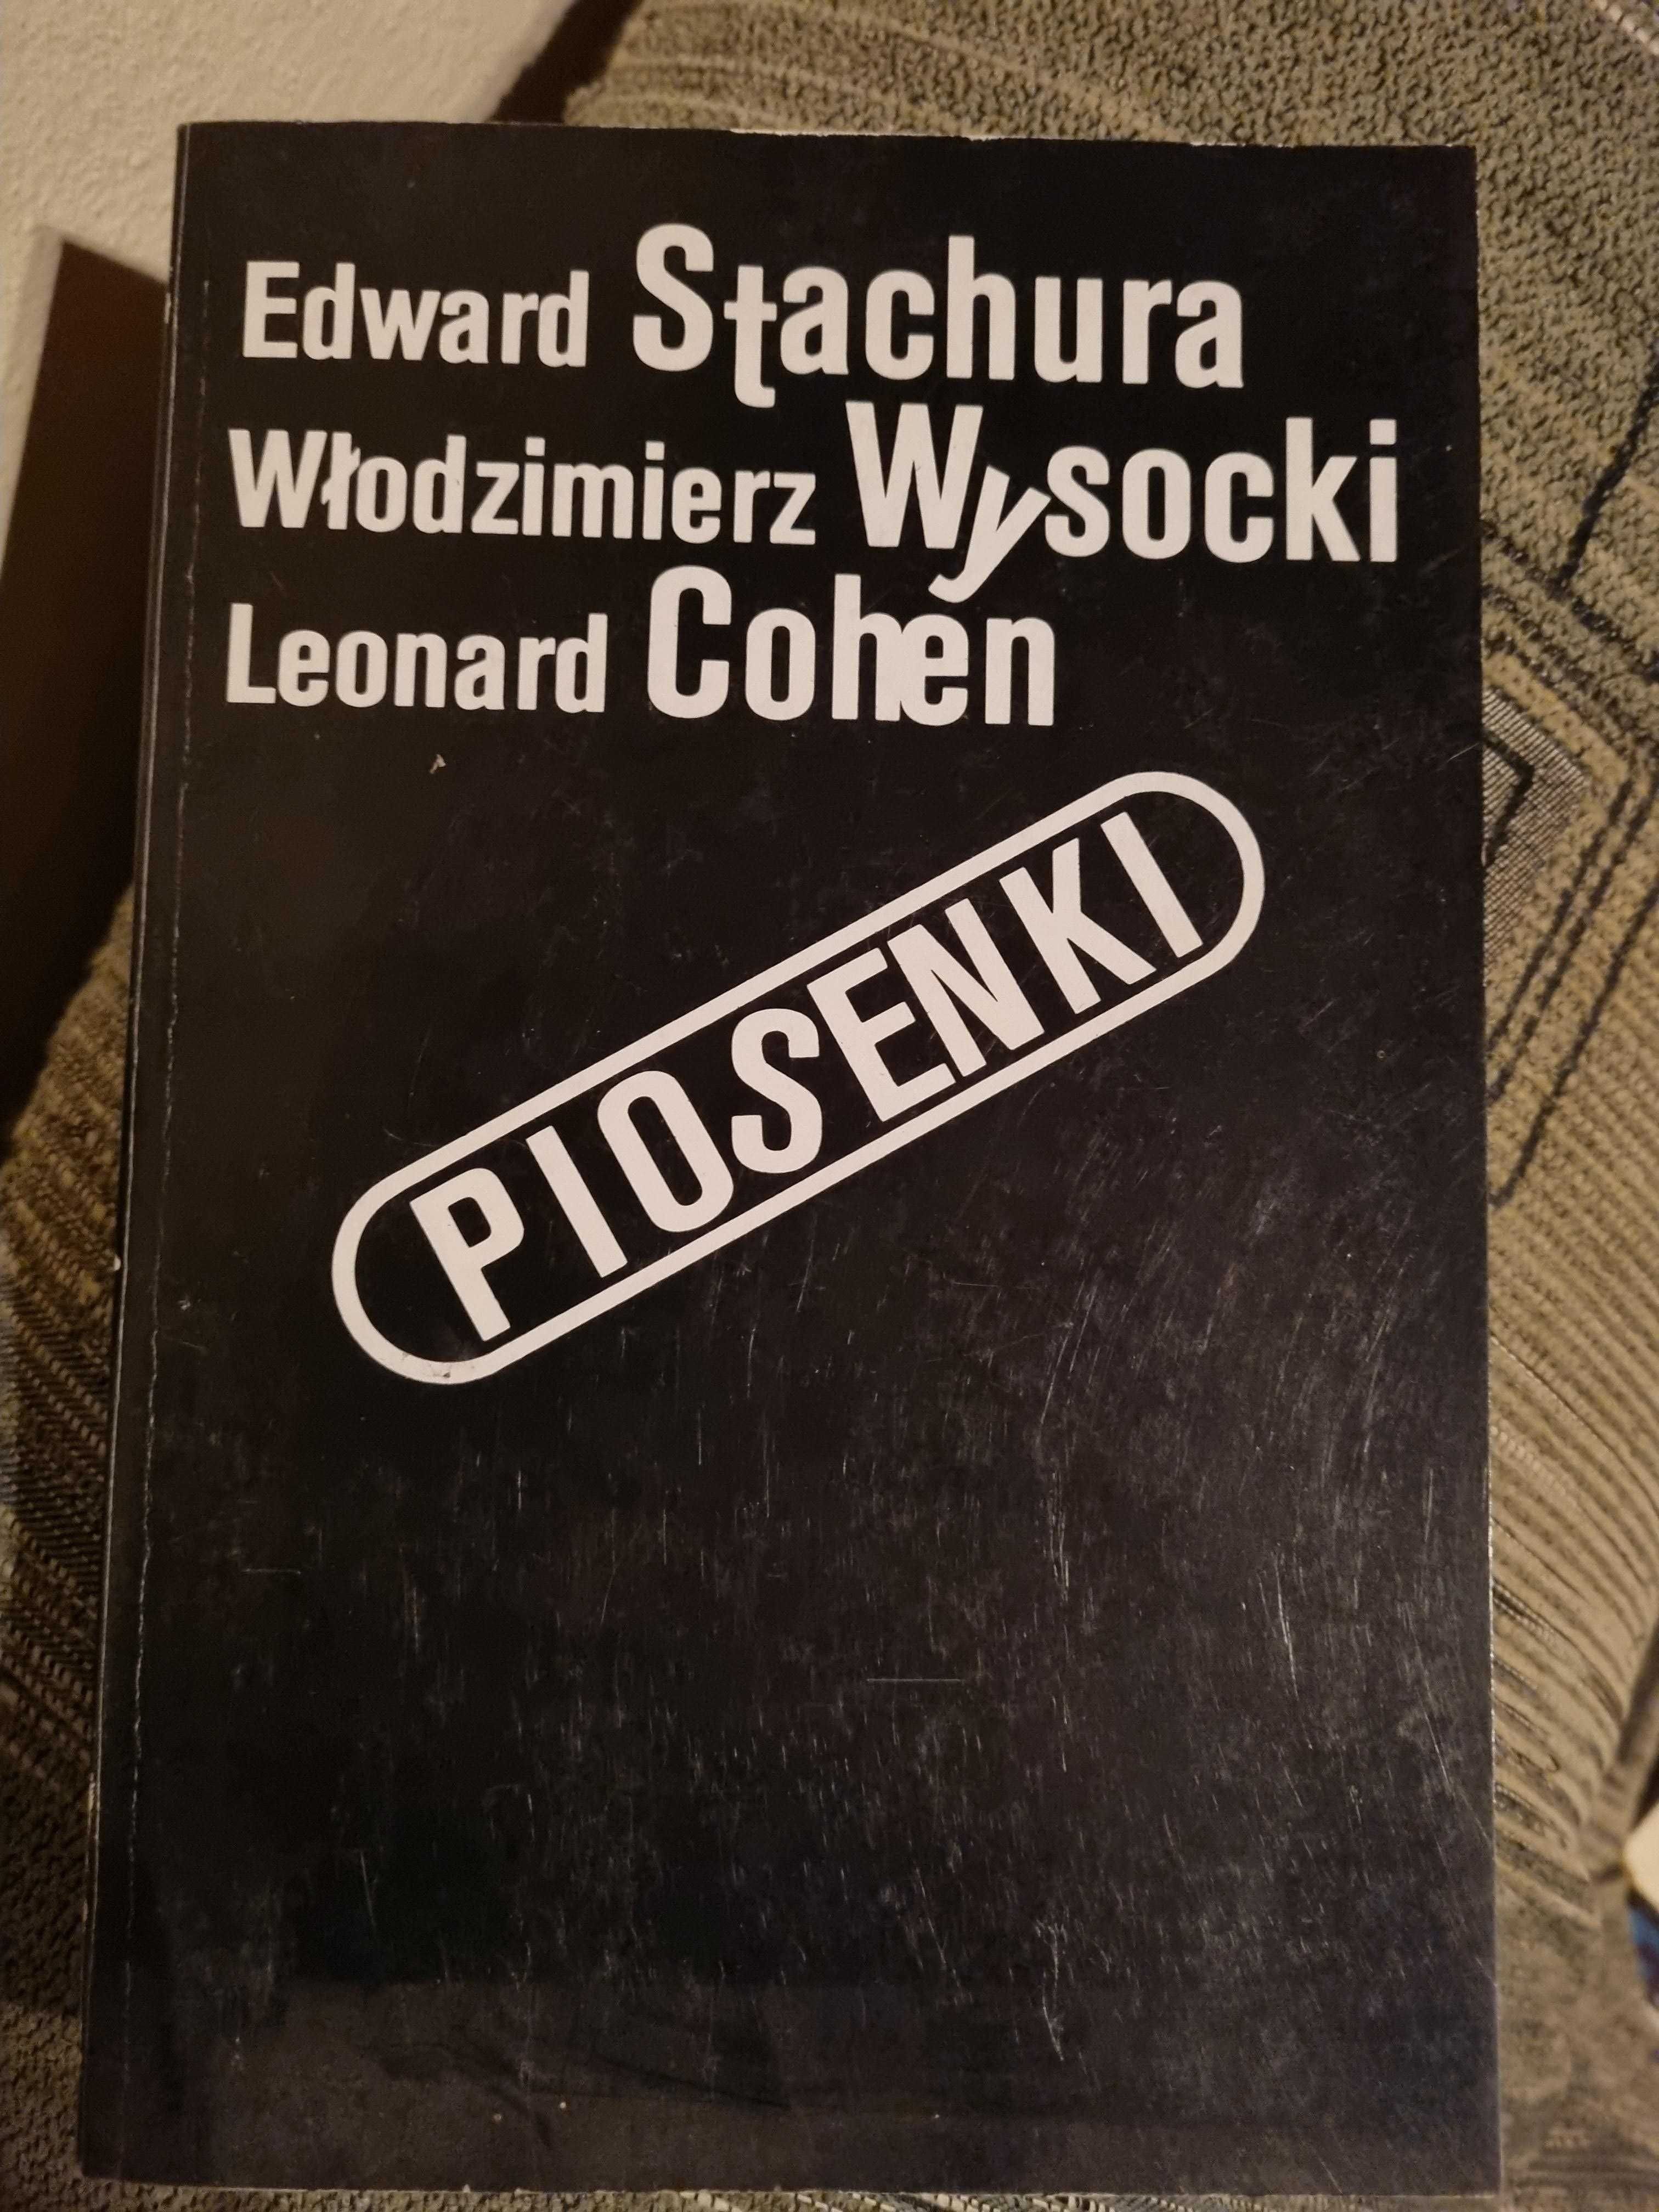 Edward Stachura
Włodzimierz Wysocki
Leonard Cohen
PIOSENKI